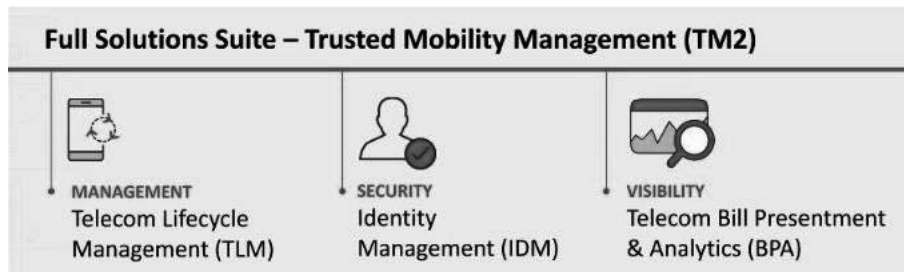 Full Solutions Suite – Trusted Mobility Management (TM2)
MANAGEMENT
Telecom Lifecycle
Management (TLM)
SECURITY
Identity
Management (IDM)
VISIBILITY
Telecom Bill Presentment
& Analytics (BPA)